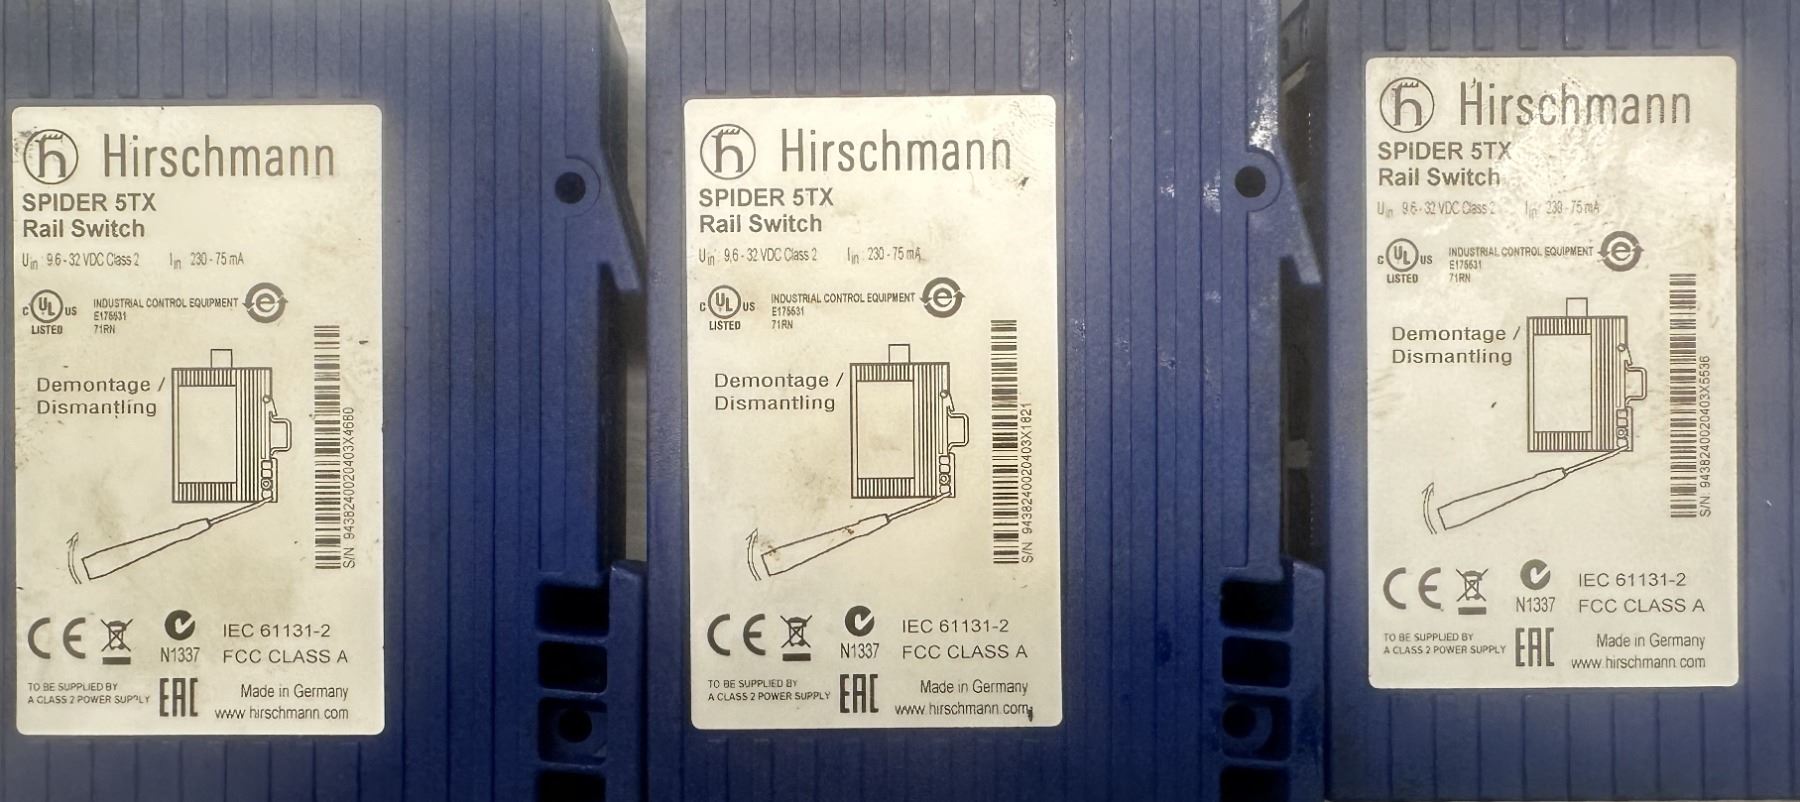 Hirschmann
SPIDER 5TX
Rail Switch
Uin 9,6 - 32 VDC Class 2 Iin 230 - 75 mA
C UL US LISTED
INDUSTRIAL CONTROL EQUIPMENT
E175531
71RN
Demontage /
Dismantling
S/N 9438240020403X4680
CE N1337
IEC 61131-2
FCC CLASS A
TO BE SUPPLIED BY
A CLASS 2 POWER SUPPLY
EAC
Made in Germany
www.hirschmann.com
Hirschmann
SPIDER 5TX
Rail Switch
Uin 9,6 - 32 VDC Class 2 Iin 230 - 75 mA
C UL US LISTED
INDUSTRIAL CONTROL EQUIPMENT
E175531
71RN
Demontage /
Dismantling
S/N 9438240020403X1821
CE N1337
IEC 61131-2
FCC CLASS A
TO BE SUPPLIED BY
A CLASS 2 POWER SUPPLY
EAC
Made in Germany
www.hirschmann.com
Hirschmann
SPIDER 5TX
Rail Switch
Uin 9,6 - 32 VDC Class 2 Iin 230 - 75 mA
C UL US LISTED
INDUSTRIAL CONTROL EQUIPMENT
E175531
71RN
Demontage /
Dismantling
S/N 9438240020403X5536
CE N1337
IEC 61131-2
FCC CLASS A
TO BE SUPPLIED BY
A CLASS 2 POWER SUPPLY
EAC
Made in Germany
www.hirschmann.com